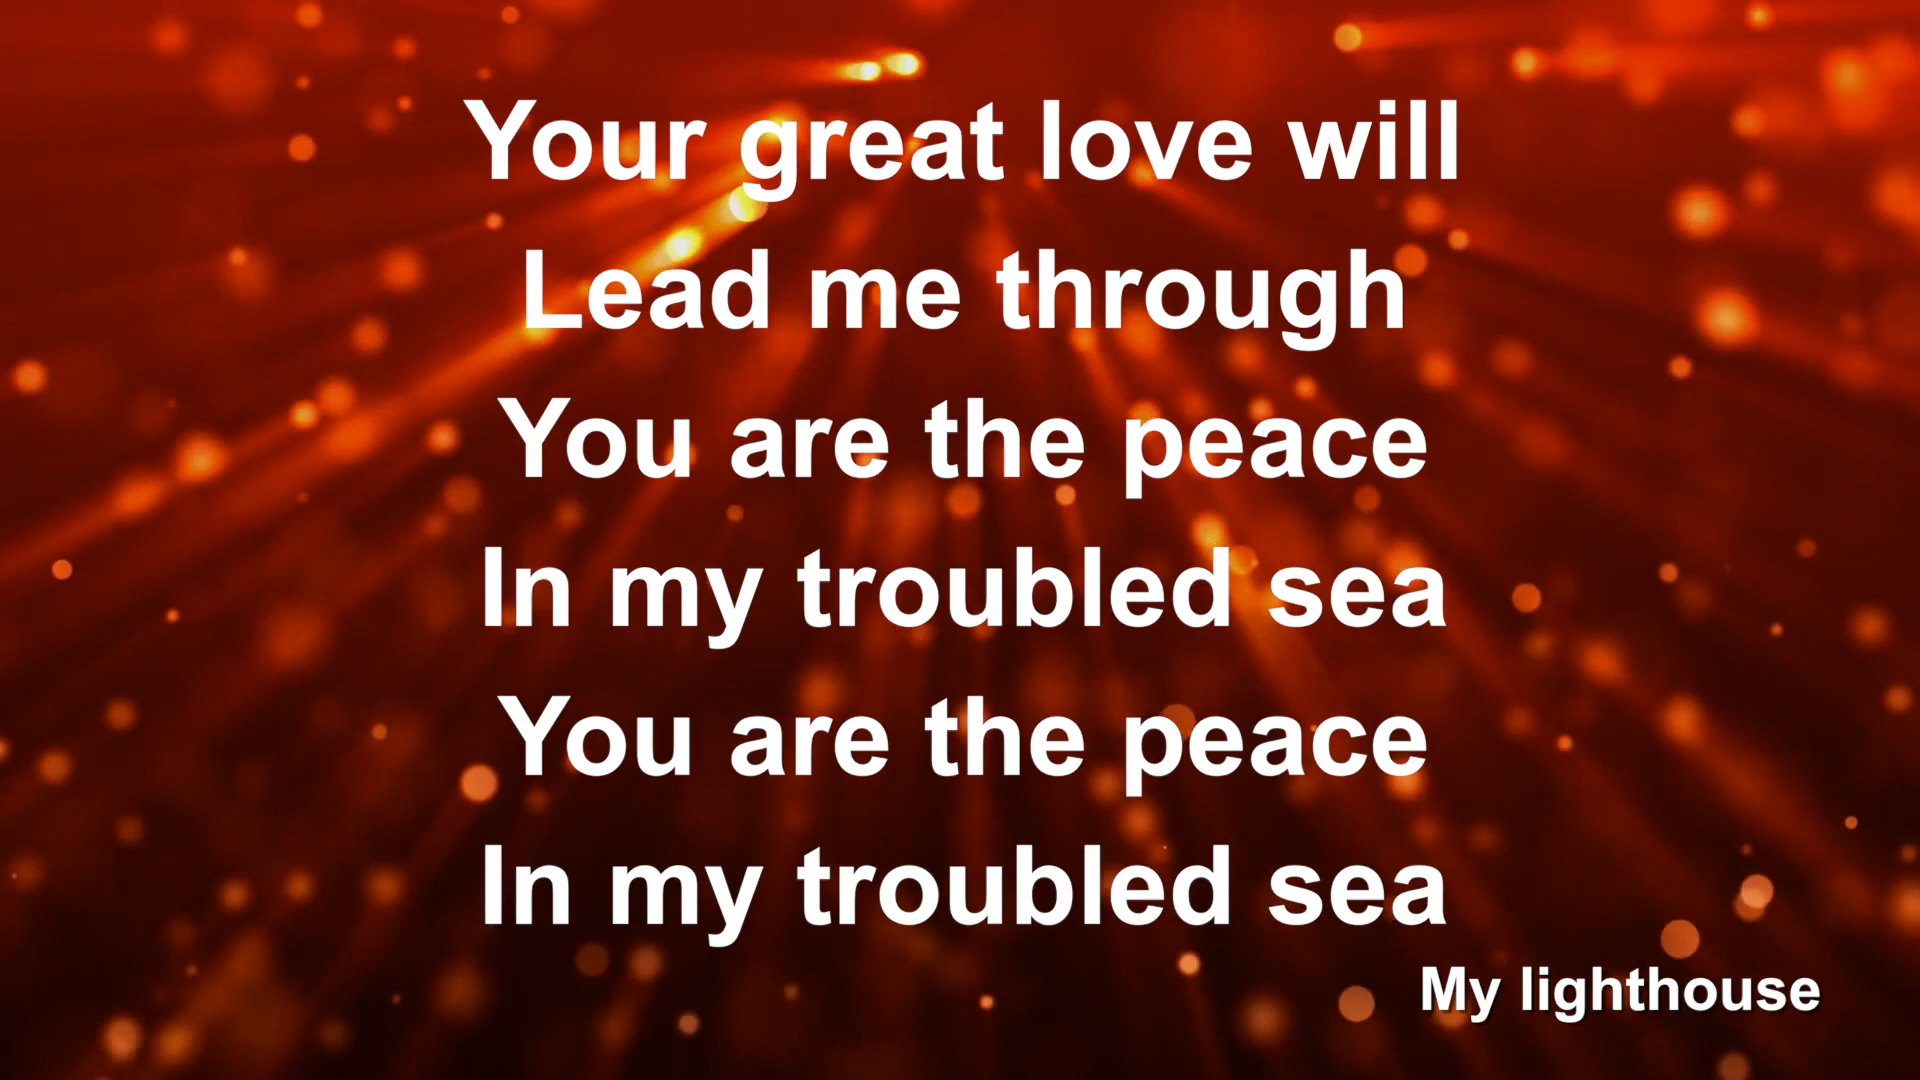 Your great love will
Lead me through
You are the peace
In my troubled sea
You are the peace
In my troubled sea
My lighthouse